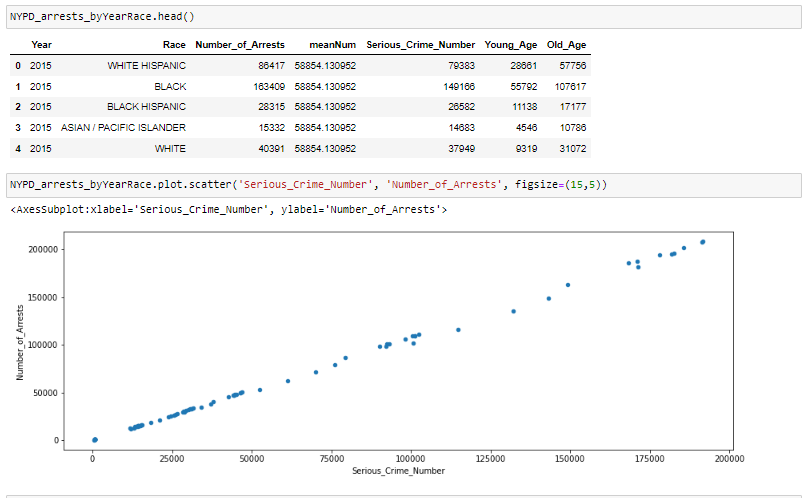 NYPD_arrests_byYearRace.head()
Year Race Number_of_Arrests meanNum Serious_Crime_Number Young_Age Old_Age
0 2015 WHITE HISPANIC 86417 58854.130952 79383 28661 57756
1 2015 BLACK 163409 58854.130952 149166 55792 107617
2 2015 BLACK HISPANIC 28315 58854.130952 26582 11138 17177
3 2015 ASIAN / PACIFIC ISLANDER 15332 58854.130952 14683 4546 10786
4 2015 WHITE 40391 58854.130952 37949 9319 31072
NYPD_arrests_byYearRace.plot.scatter('Serious_Crime_Number', 'Number_of_Arrests', figsize=(15,5))
<AxesSubplot:xlabel='Serious_Crime_Number', ylabel='Number_of_Arrests'>
200000
150000
100000
50000
0
Number_of_Arrests
0 25000 50000 75000 100000 125000 150000 175000 200000
Serious_Crime_Number